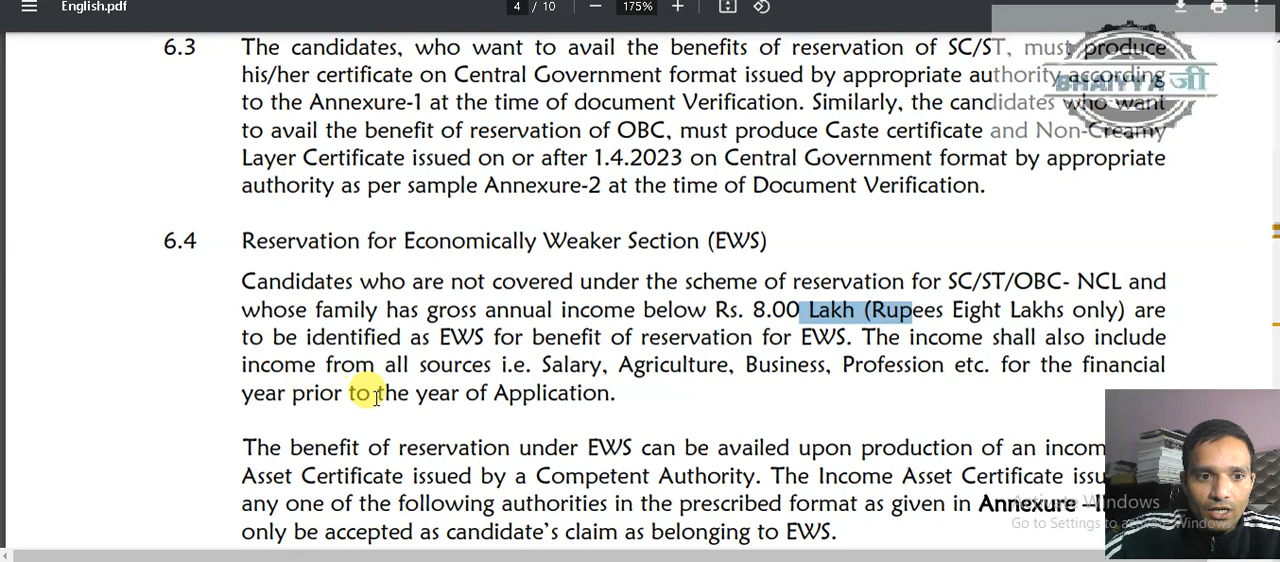 English.pdf
4 / 10
175%
6.3 The candidates, who want to avail the benefits of reservation of SC/ST, must produce
his/her certificate on Central Government format issued by appropriate authority according
to the Annexure-1 at the time of document Verification. Similarly, the candidates who want
to avail the benefit of reservation of OBC, must produce Caste certificate and Non-Creamy
Layer Certificate issued on or after 1.4.2023 on Central Government format by appropriate
authority as per sample Annexure-2 at the time of Document Verification.
BHAIYYA जी
6.4 Reservation for Economically Weaker Section (EWS)
Candidates who are not covered under the scheme of reservation for SC/ST/OBC- NCL and
whose family has gross annual income below Rs. 8.00 Lakh (Rupees Eight Lakhs only) are
to be identified as EWS for benefit of reservation for EWS. The income shall also include
income from all sources i.e. Salary, Agriculture, Business, Profession etc. for the financial
year prior to the year of Application.
The benefit of reservation under EWS can be availed upon production of an incom
Asset Certificate issued by a Competent Authority. The Income Asset Certificate issu
any one of the following authorities in the prescribed format as given in Annexure –II
only be accepted as candidate's claim as belonging to EWS.
Activate Windows
Go to Settings to activate Windows.